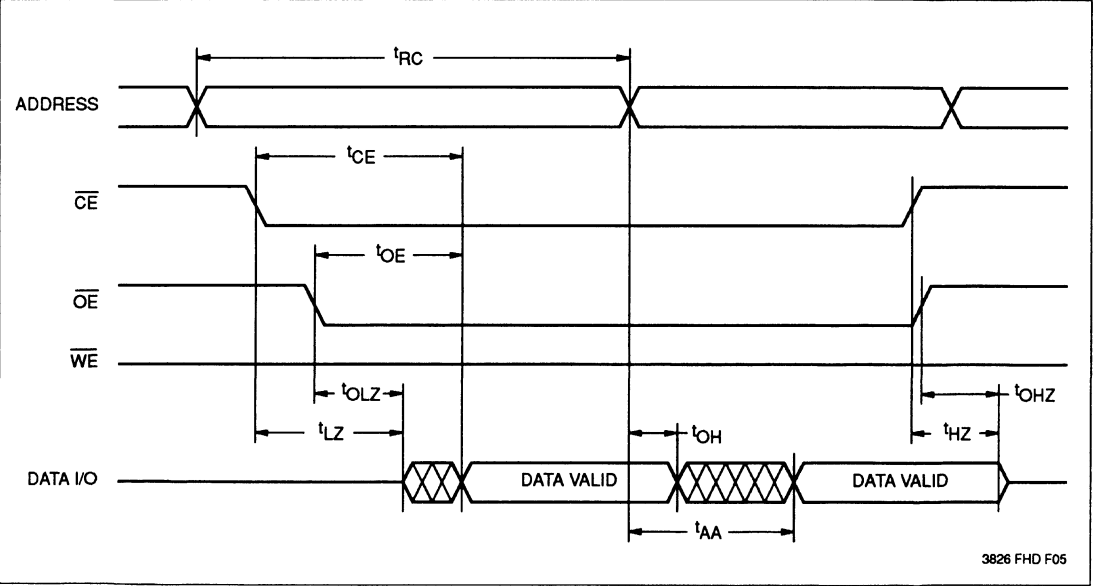 tRC
ADDRESS
tCE
CE
tOE
OE
WE
tOLZ
tOHZ
tLZ
tOH
tHZ
DATA I/O
DATA VALID
DATA VALID
tAA
3826 FHD F05